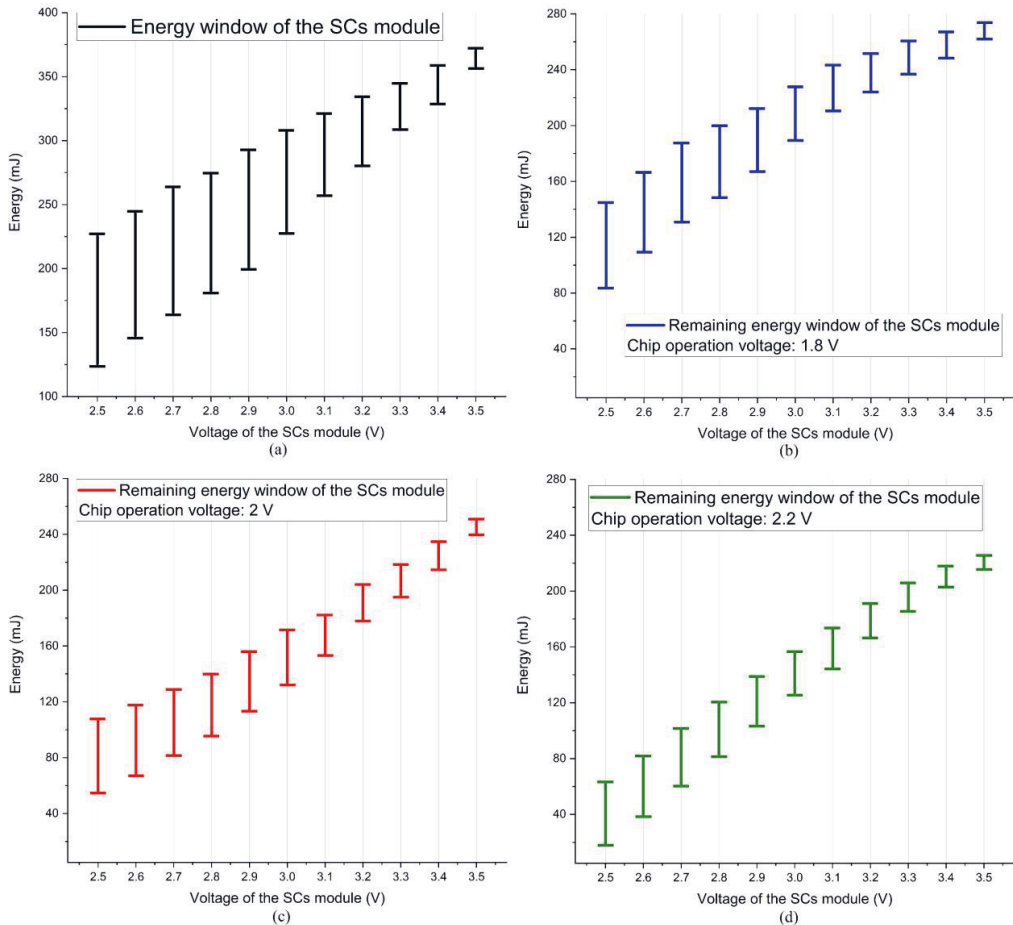 Energy window of the SCs module
400
350
300
250
200
150
100
Energy (mJ)
2.5 2.6 2.7 2.8 2.9 3.0 3.1 3.2 3.3 3.4 3.5
Voltage of the SCs module (V)
(a)
280
240
200
160
120
80
40
Energy (mJ)
Remaining energy window of the SCs module
Chip operation voltage: 1.8 V
2.5 2.6 2.7 2.8 2.9 3.0 3.1 3.2 3.3 3.4 3.5
Voltage of the SCs module (V)
(b)
Remaining energy window of the SCs module
Chip operation voltage: 2 V
280
240
200
160
120
80
40
Energy (mJ)
2.5 2.6 2.7 2.8 2.9 3.0 3.1 3.2 3.3 3.4 3.5
Voltage of the SCs module (V)
(c)
Remaining energy window of the SCs module
Chip operation voltage: 2.2 V
280
240
200
160
120
80
40
Energy (mJ)
2.5 2.6 2.7 2.8 2.9 3.0 3.1 3.2 3.3 3.4 3.5
Voltage of the SCs module (V)
(d)